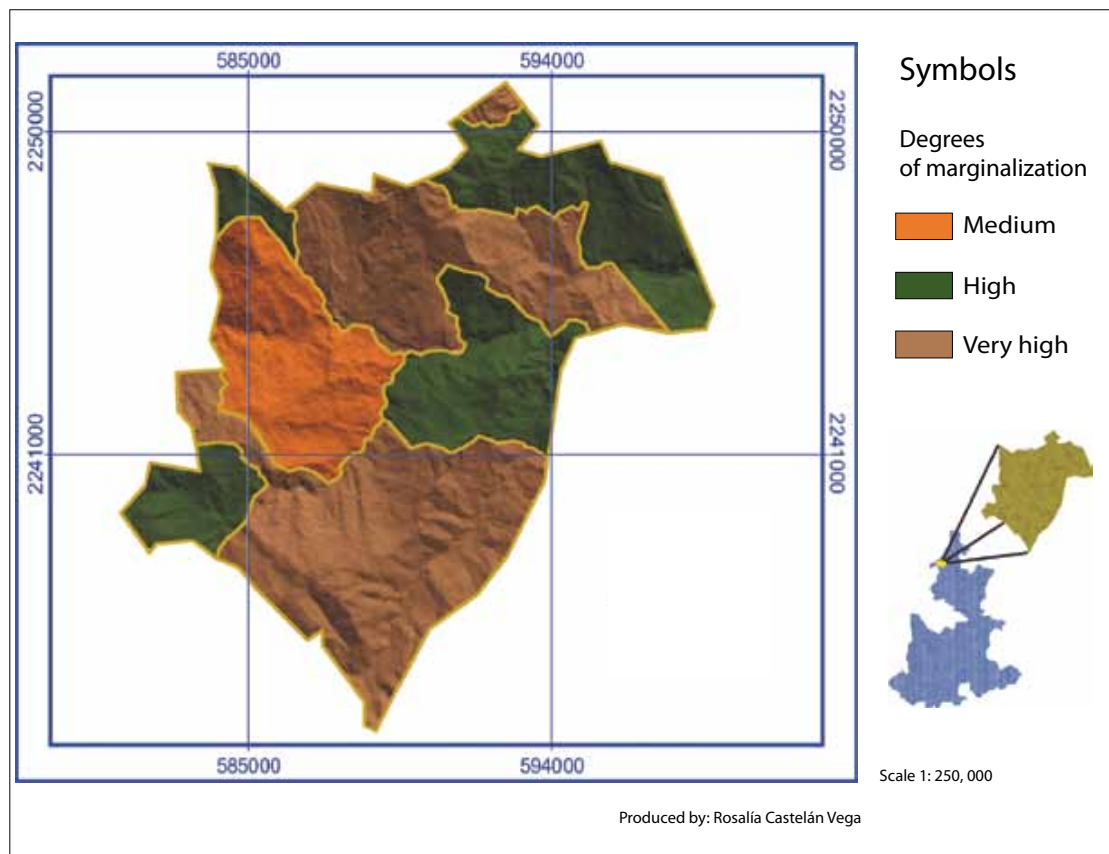 585000
594000
2250000
2250000
2241000
2241000
585000
594000
Symbols
Degrees
of marginalization
Medium
High
Very high
Scale 1: 250, 000
Produced by: Rosalía Castelán Vega